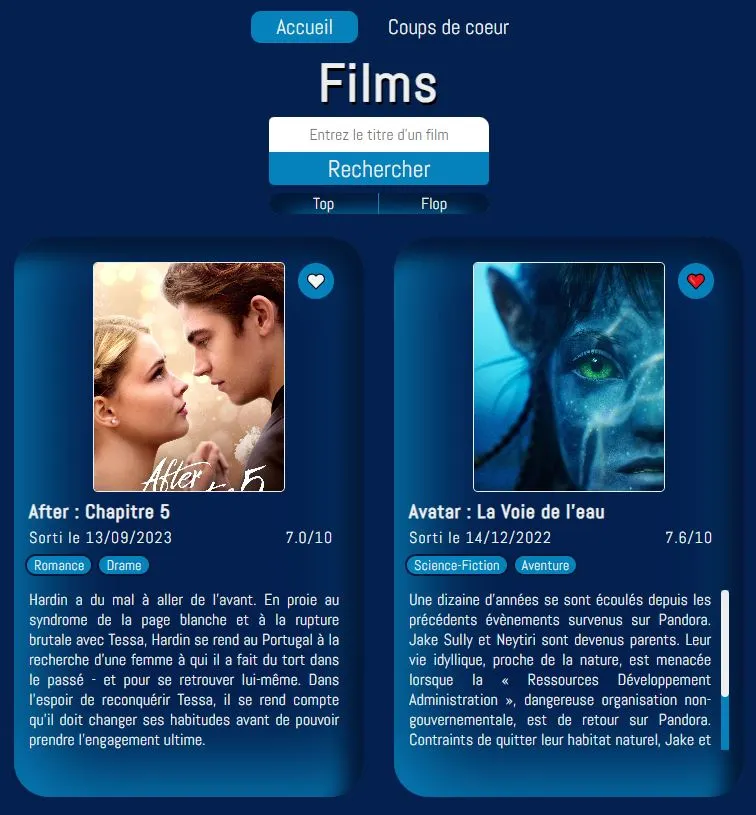 Accueil Coups de coeur
Films
Entrez le titre d'un film
Rechercher
Top Flop
After
5
After : Chapitre 5
Sorti le 13/09/2023 7.0/10
Romance Drame
Hardin a du mal à aller de l'avant. En proie au
syndrome de la page blanche et à la rupture
brutale avec Tessa, Hardin se rend au Portugal à la
recherche d'une femme à qui il a fait du tort dans
le passé - et pour se retrouver lui-même. Dans
l'espoir de reconquérir Tessa, il se rend compte
qu'il doit changer ses habitudes avant de pouvoir
prendre l'engagement ultime.
Avatar : La Voie de l'eau
Sorti le 14/12/2022 7.6/10
Science-Fiction Aventure
Une dizaine d'années se sont écoulés depuis les
précédents évènements survenus sur Pandora.
Jake Sully et Neytiri sont devenus parents. Leur
vie idyllique, proche de la nature, est menacée
lorsque la « Ressources Développement
Administration », dangereuse organisation non-
gouvernementale, est de retour sur Pandora.
Contraints de quitter leur habitat naturel, Jake et